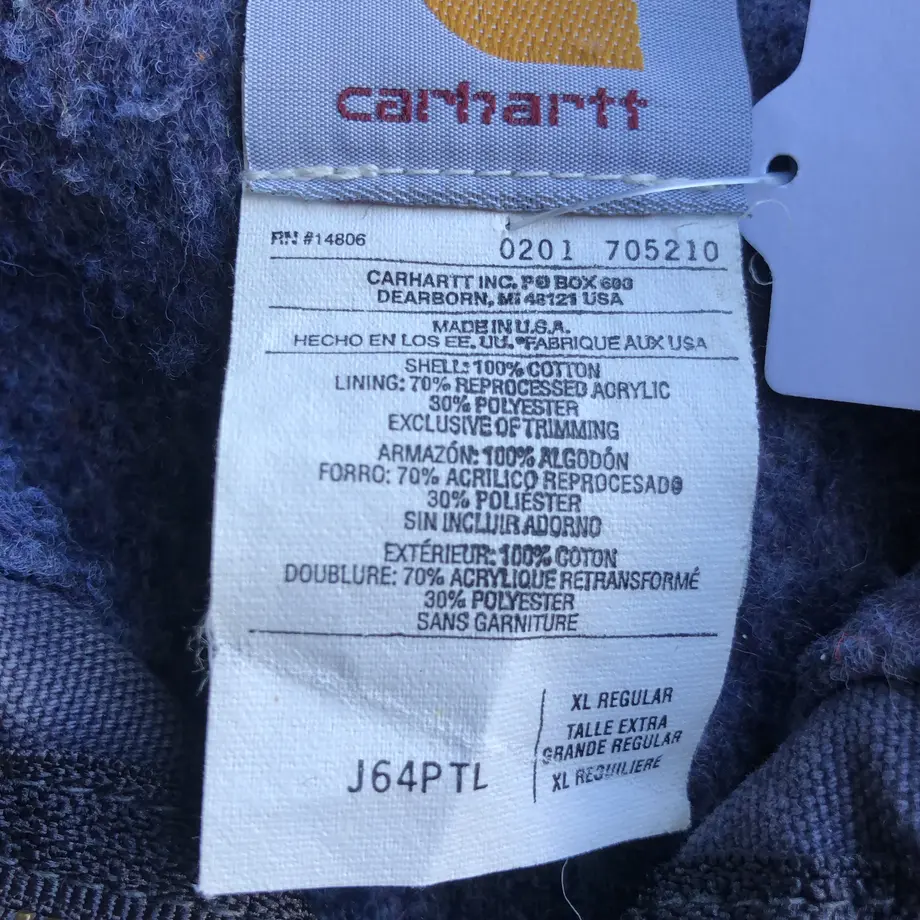 carhartt
RN #14806
0201 705210
CARHARTT INC. PO BOX 600
DEARBORN, MI 48121 USA
MADE IN U.S.A.
HECHO EN LOS EE. UU. *FABRIQUE AUX USA
SHELL: 100% COTTON
LINING: 70% REPROCESSED ACRYLIC
30% POLYESTER
EXCLUSIVE OF TRIMMING
ARMAZÓN: 100% ALGODÓN
FORRO: 70% ACRILICO REPROCESADO
30% POLIÉSTER
SIN INCLUIR ADORNO
EXTÉRIEUR: 100% COTON
DOUBLURE: 70% ACRYLIQUE RETRANSFORMÉ
30% POLYESTER
SANS GARNITURE
J64PTL
XL REGULAR
TALLE EXTRA
GRANDE REGULAR
XL REGUILIERE